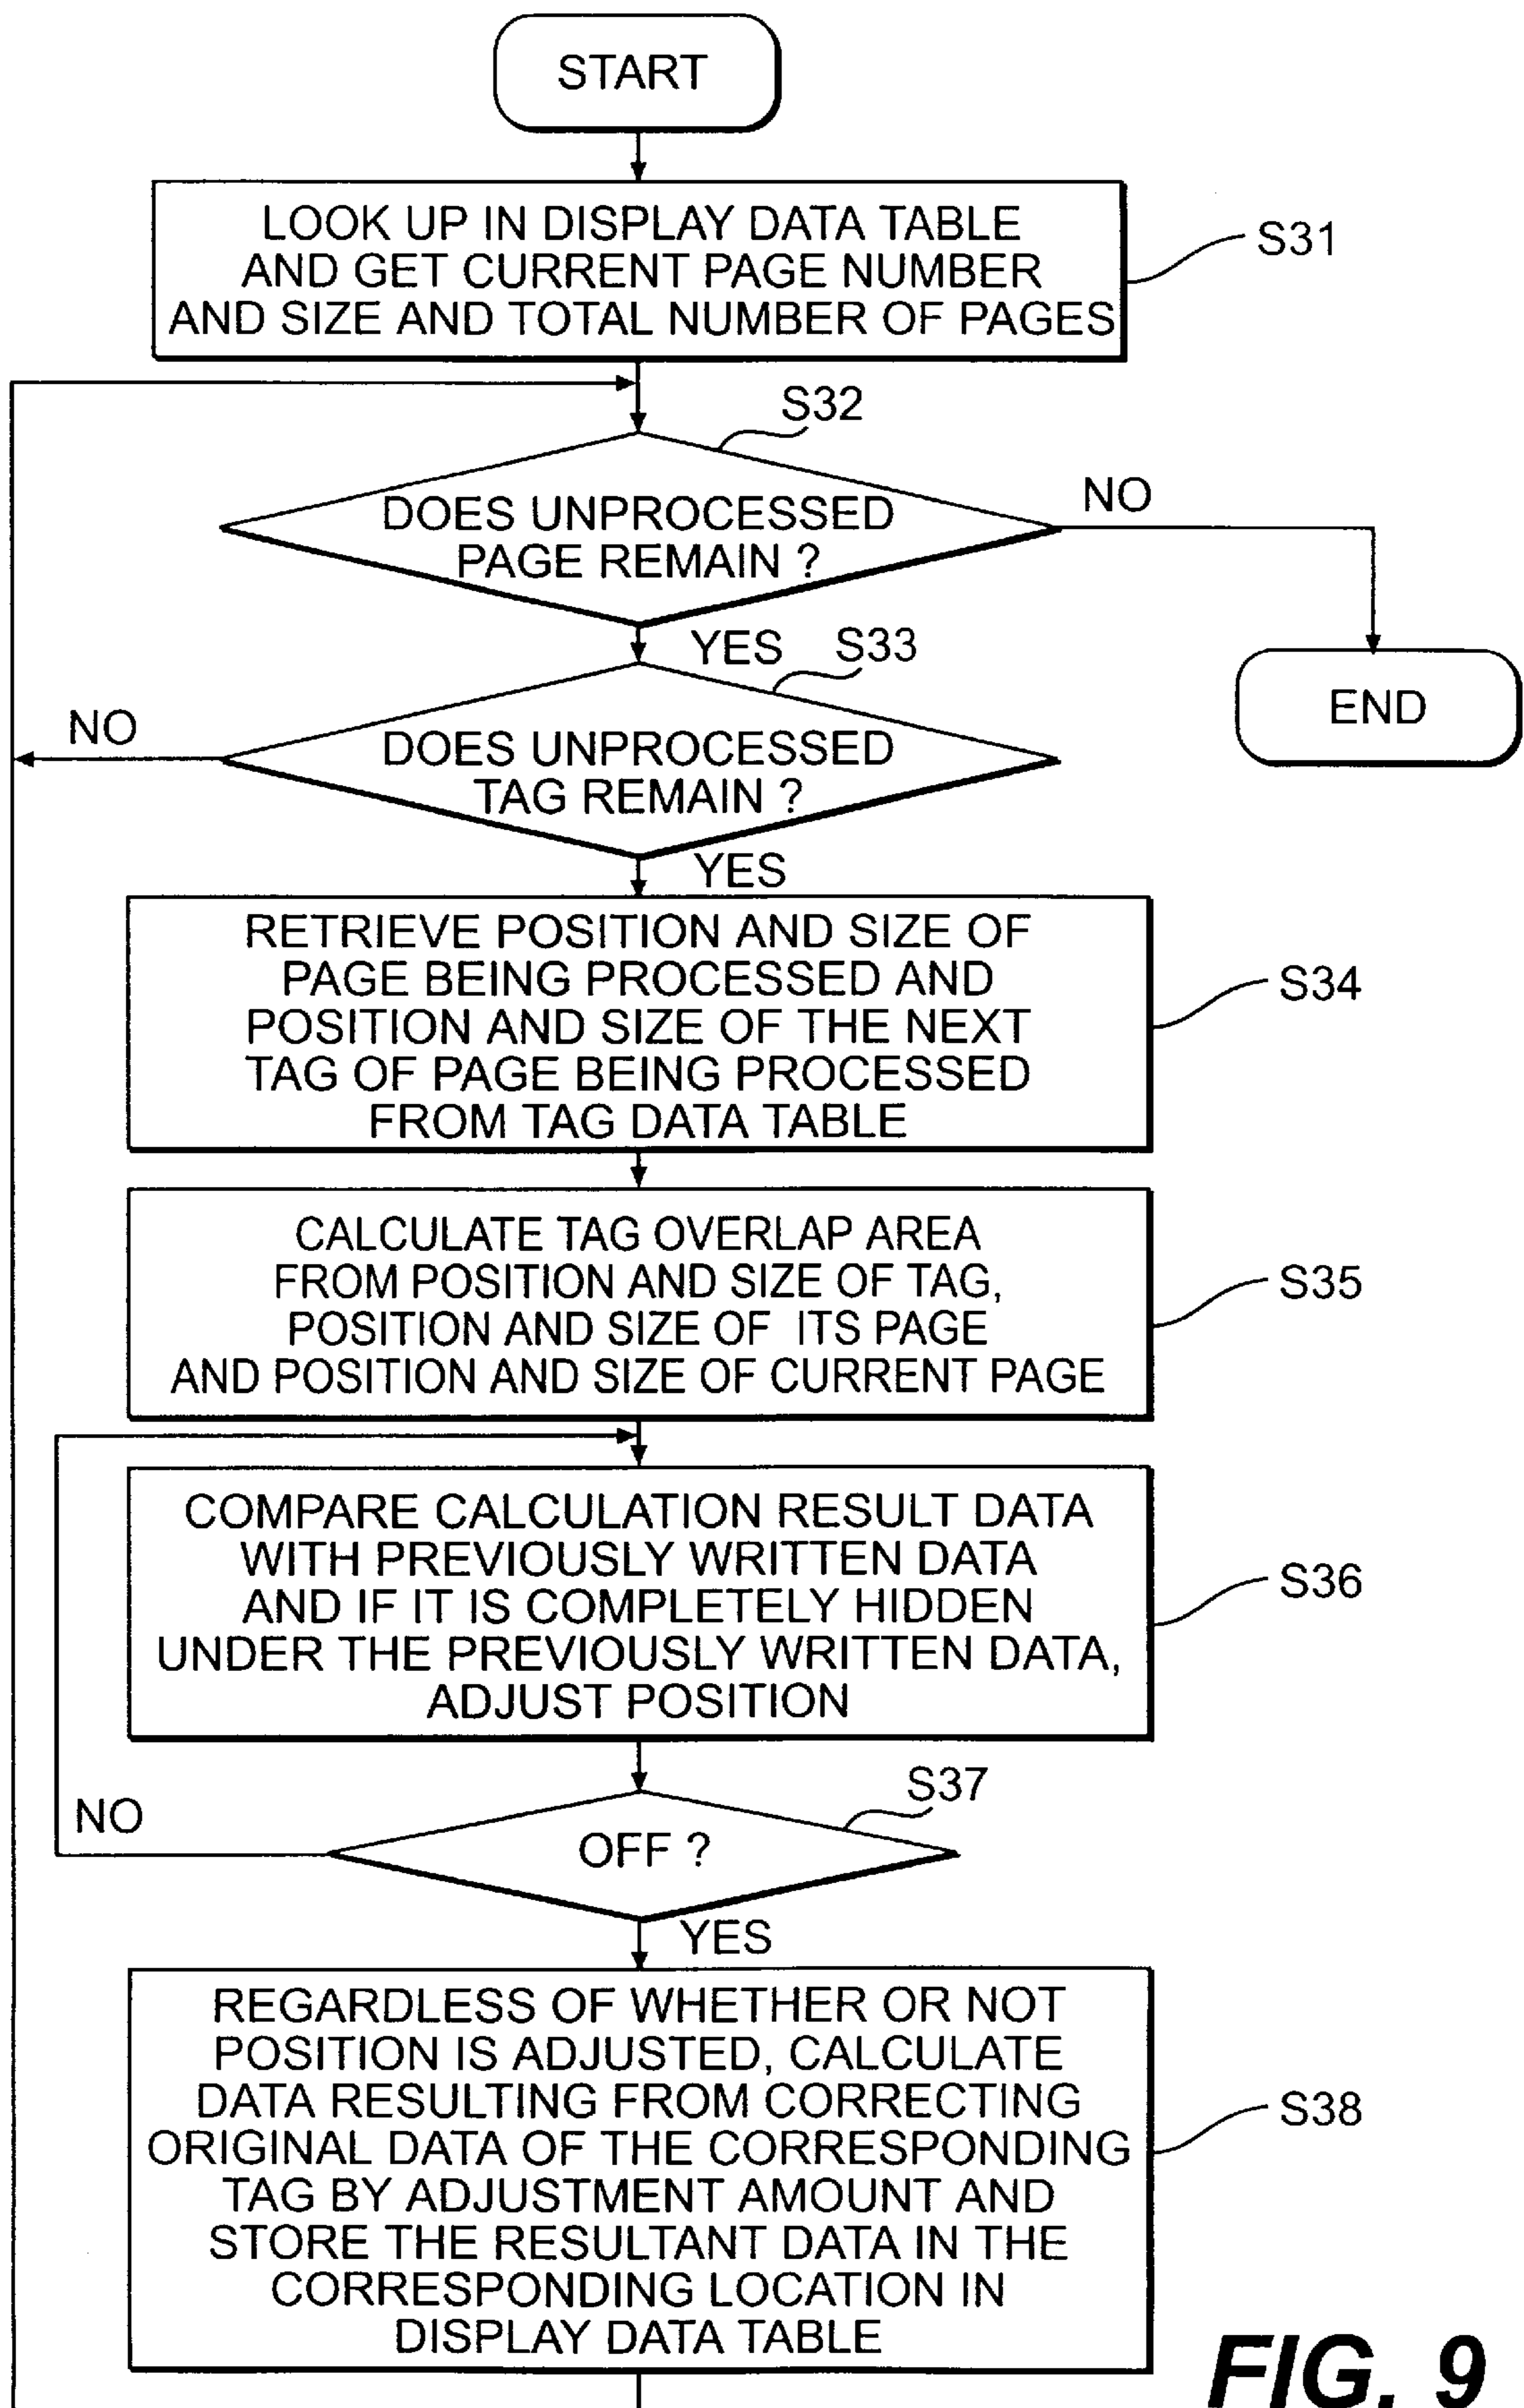 START
LOOK UP IN DISPLAY DATA TABLE
AND GET CURRENT PAGE NUMBER
AND SIZE AND TOTAL NUMBER OF PAGES
S31
S32
DOES UNPROCESSED
PAGE REMAIN ?
NO
YES
END
S33
DOES UNPROCESSED
TAG REMAIN ?
NO
YES
RETRIEVE POSITION AND SIZE OF
PAGE BEING PROCESSED AND
POSITION AND SIZE OF THE NEXT
TAG OF PAGE BEING PROCESSED
FROM TAG DATA TABLE
S34
CALCULATE TAG OVERLAP AREA
FROM POSITION AND SIZE OF TAG,
POSITION AND SIZE OF ITS PAGE
AND POSITION AND SIZE OF CURRENT PAGE
S35
COMPARE CALCULATION RESULT DATA
WITH PREVIOUSLY WRITTEN DATA
AND IF IT IS COMPLETELY HIDDEN
UNDER THE PREVIOUSLY WRITTEN DATA,
ADJUST POSITION
S36
S37
OFF ?
NO
YES
REGARDLESS OF WHETHER OR NOT
POSITION IS ADJUSTED, CALCULATE
DATA RESULTING FROM CORRECTING
ORIGINAL DATA OF THE CORRESPONDING
TAG BY ADJUSTMENT AMOUNT AND
STORE THE RESULTANT DATA IN THE
CORRESPONDING LOCATION IN
DISPLAY DATA TABLE
S38
FIG. 9